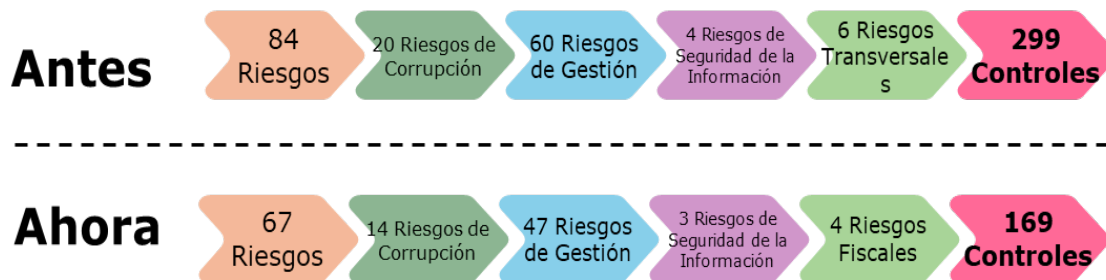 Antes
84
Riesgos
20 Riesgos de
Corrupción
60 Riesgos
de Gestión
4 Riesgos de
Seguridad de la
Información
6 Riesgos
Transversale
s
299
Controles
Ahora
67
Riesgos
14 Riesgos de
Corrupción
47 Riesgos
de Gestión
3 Riesgos de
Seguridad de la
Información
4 Riesgos
Fiscales
169
Controles